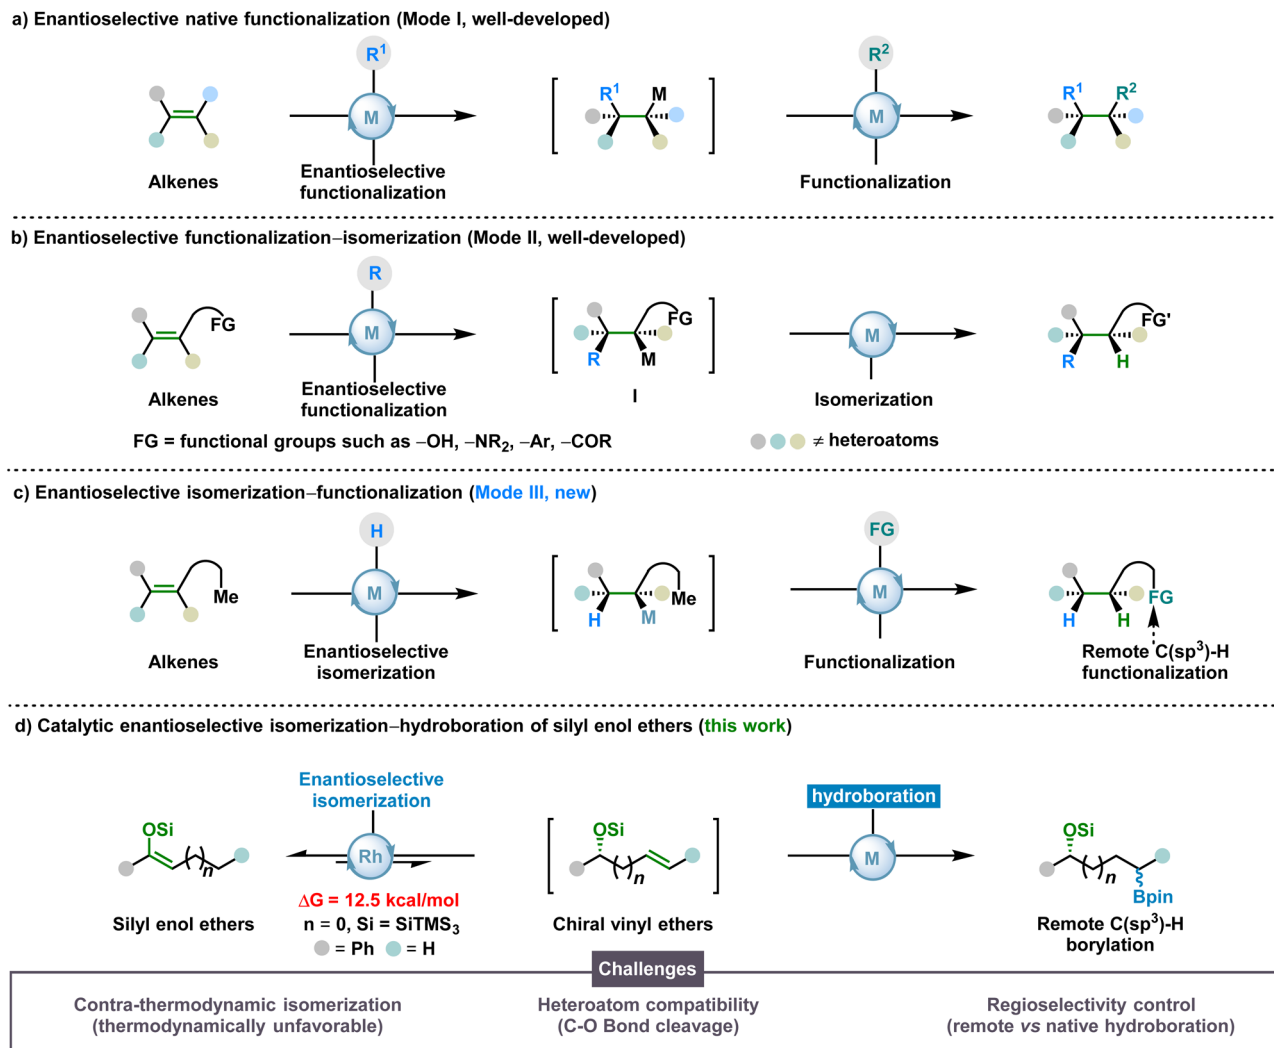 a) Enantioselective native functionalization (Mode I, well-developed)
R1
R2
M
R1
M
M
R1
R2
Alkenes
Enantioselective
functionalization
Functionalization
b) Enantioselective functionalization–isomerization (Mode II, well-developed)
R
FG
M
FG
R
M
M
FG'
R
H
Alkenes
Enantioselective
functionalization
I
Isomerization
FG = functional groups such as –OH, –NR2, –Ar, –COR
≠ heteroatoms
c) Enantioselective isomerization–functionalization (Mode III, new)
H
FG
Me
M
Me
H
M
M
FG
H
H
Alkenes
Enantioselective
isomerization
Functionalization
Remote C(sp3)-H
functionalization
d) Catalytic enantioselective isomerization–hydroboration of silyl enol ethers (this work)
Enantioselective
isomerization
hydroboration
OSi
( )n
Rh
OSi
( )n
M
OSi
( )n
Bpin
ΔG = 12.5 kcal/mol
Silyl enol ethers
n = 0, Si = SiTMS3
= Ph = H
Chiral vinyl ethers
Remote C(sp3)-H
borylation
Challenges
Contra-thermodynamic isomerization
(thermodynamically unfavorable)
Heteroatom compatibility
(C-O Bond cleavage)
Regioselectivity control
(remote vs native hydroboration)